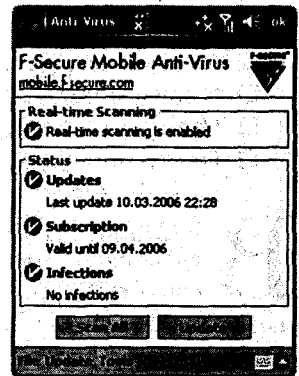 Anti Virus
ok
F-Secure Mobile Anti-Virus
mobile.f-secure.com
F-SECURE
Real-time Scanning
Real-time scanning is enabled
Status
Updates
Last update 10.03.2006 22:28
Subscription
Valid until 09.04.2006
Infections
No infections